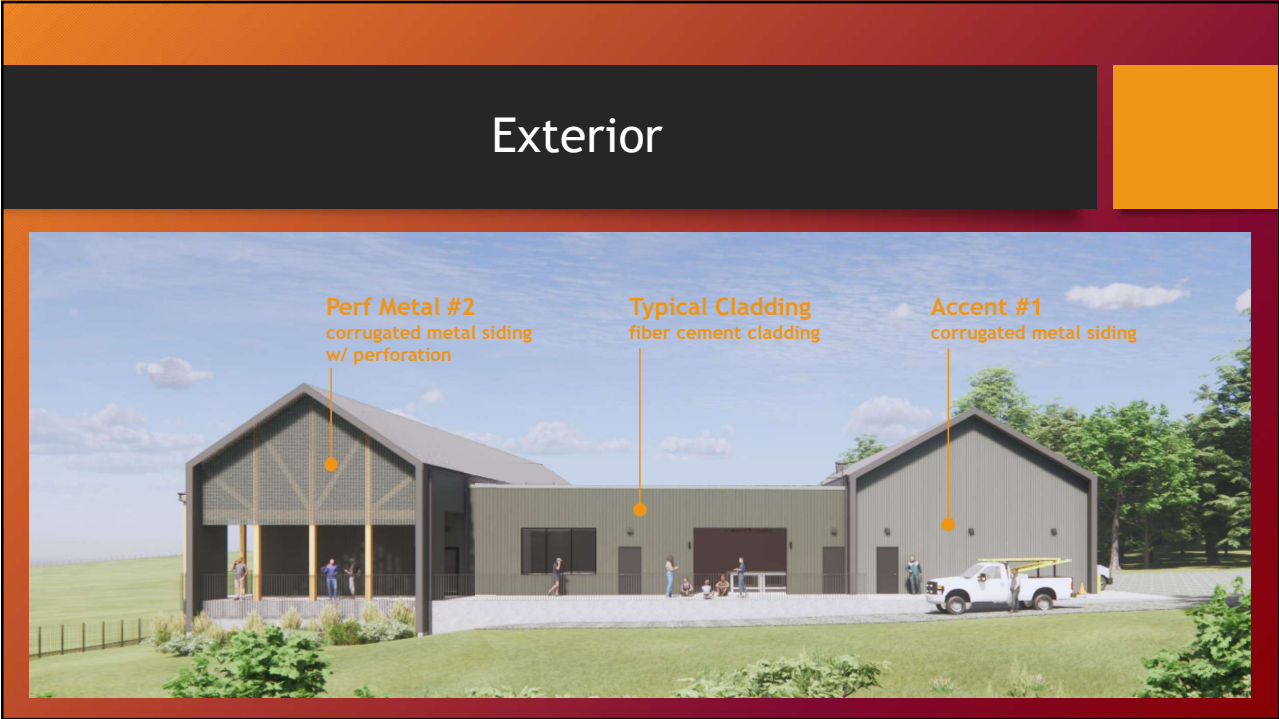 Exterior
Perf Metal #2
corrugated metal siding
w/ perforation
Typical Cladding
fiber cement cladding
Accent #1
corrugated metal siding